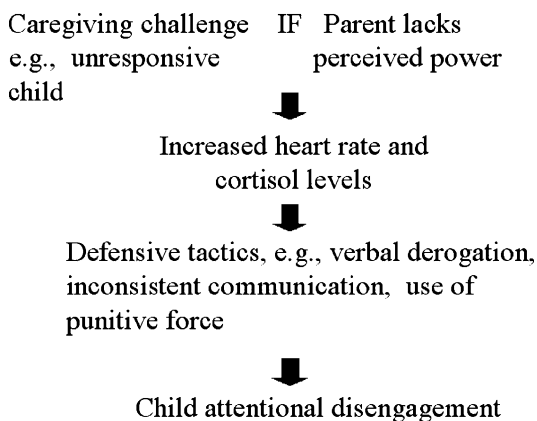 Caregiving challenge IF Parent lacks
e.g., unresponsive perceived power
child
Increased heart rate and
cortisol levels
Defensive tactics, e.g., verbal derogation,
inconsistent communication, use of
punitive force
Child attentional disengagement